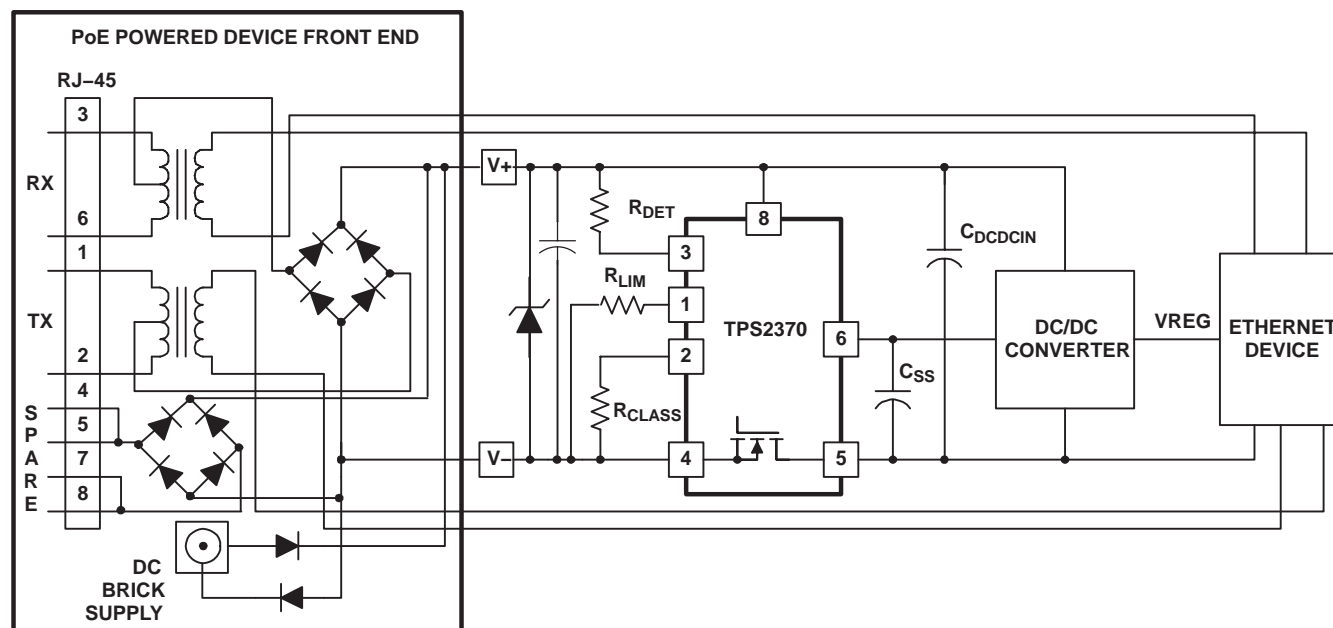 PoE POWERED DEVICE FRONT END
RJ–45
3
RX
6
1
TX
2
4
5
7
8
SPARE
DC
BRICK
SUPPLY
V+
V–
RDET
RLIM
RCLASS
8
3
1
2
4
TPS2370
6
5
CSS
CDCDCIN
DC/DC
CONVERTER
VREG
ETHERNET
DEVICE